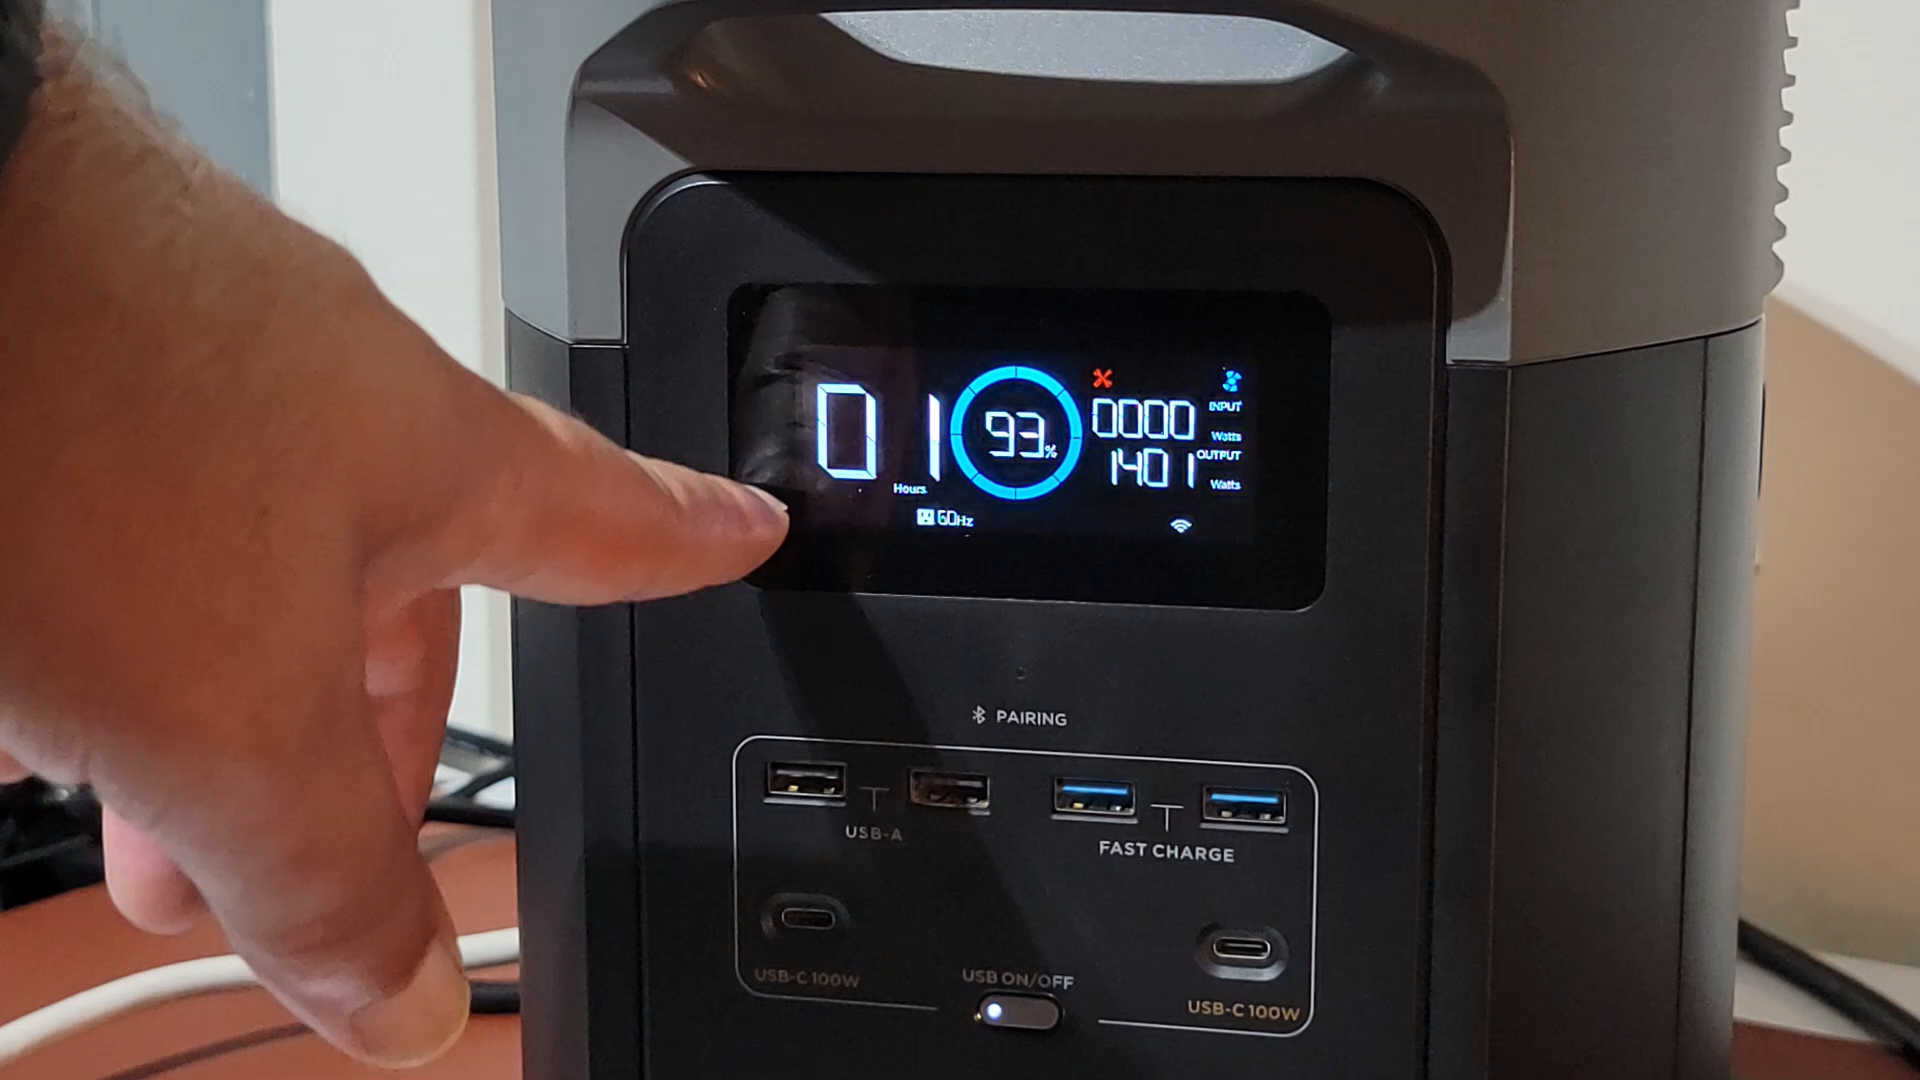 01
Hours
93%
0000
INPUT
Watts
1401
OUTPUT
Watts
60Hz
PAIRING
USB-A
FAST CHARGE
USB-C 100W
USB ON/OFF
USB-C 100W